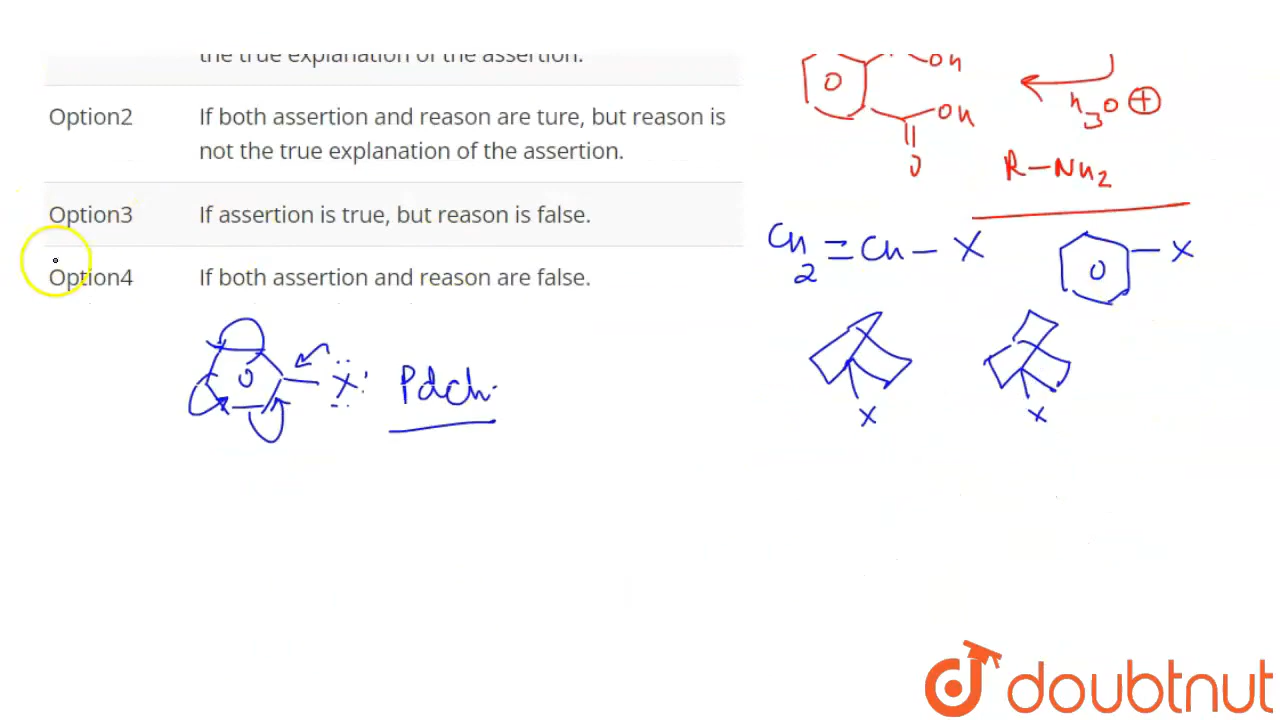 the true explanation of the assertion.
Option2 If both assertion and reason are ture, but reason is
not the true explanation of the assertion.
Option3 If assertion is true, but reason is false.
Option4 If both assertion and reason are false.
OH
OH
O
H3O +
R-NH2
CH2=CH-X
X
X
X
X
doubtnut